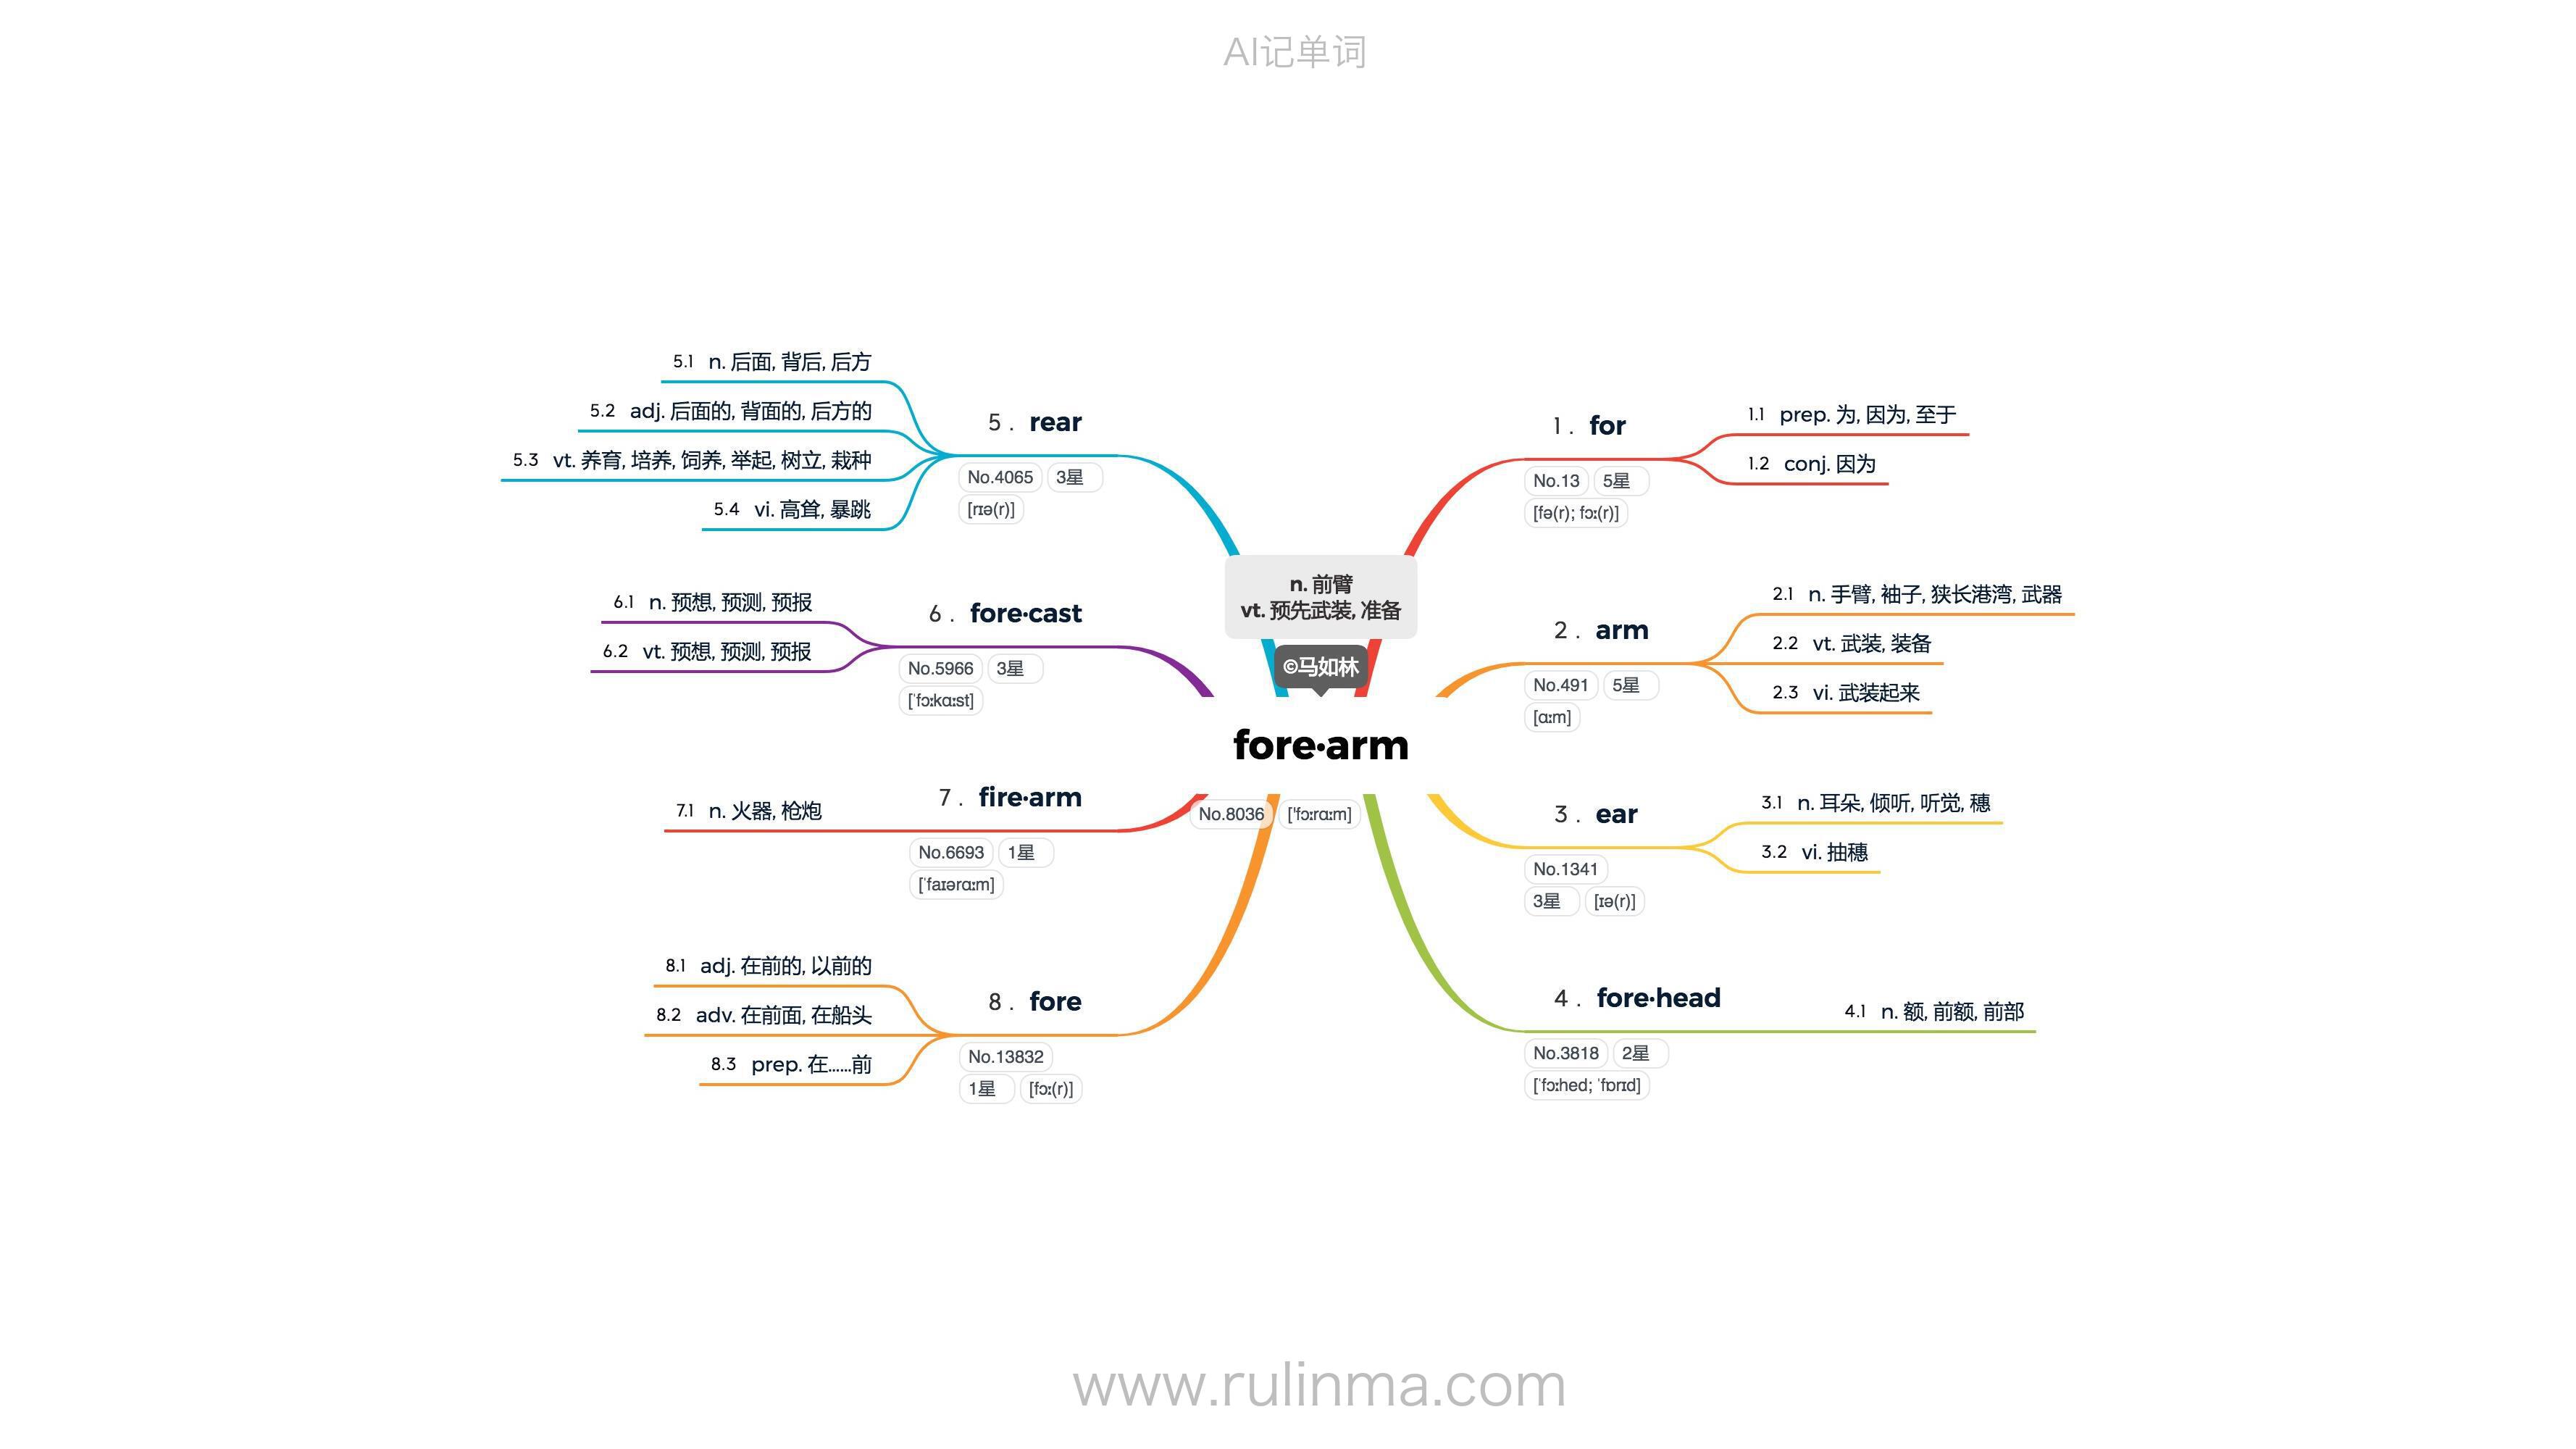 AI记单词
n. 前臂
vt. 预先武装, 准备
©马如林
fore·arm
No.8036 [ˈfɔːrɑːm]
1. for
No.13 5星
[fə(r); fɔː(r)]
1.1 prep. 为, 因为, 至于
1.2 conj. 因为
2. arm
No.491 5星
[ɑːm]
2.1 n. 手臂, 袖子, 狭长港湾, 武器
2.2 vt. 武装, 装备
2.3 vi. 武装起来
3. ear
No.1341
3星 [ɪə(r)]
3.1 n. 耳朵, 倾听, 听觉, 穗
3.2 vi. 抽穗
4. fore·head
No.3818 2星
[ˈfɔːhed; ˈfɒrɪd]
4.1 n. 额, 前额, 前部
5. rear
No.4065 3星
[rɪə(r)]
5.1 n. 后面, 背后, 后方
5.2 adj. 后面的, 背面的, 后方的
5.3 vt. 养育, 培养, 饲养, 举起, 树立, 栽种
5.4 vi. 高耸, 暴跳
6. fore·cast
No.5966 3星
[ˈfɔːkɑːst]
6.1 n. 预想, 预测, 预报
6.2 vt. 预想, 预测, 预报
7. fire·arm
No.6693 1星
[ˈfaɪərɑːm]
7.1 n. 火器, 枪炮
8. fore
No.13832
1星 [fɔː(r)]
8.1 adj. 在前的, 以前的
8.2 adv. 在前面, 在船头
8.3 prep. 在……前
www.rulinma.com